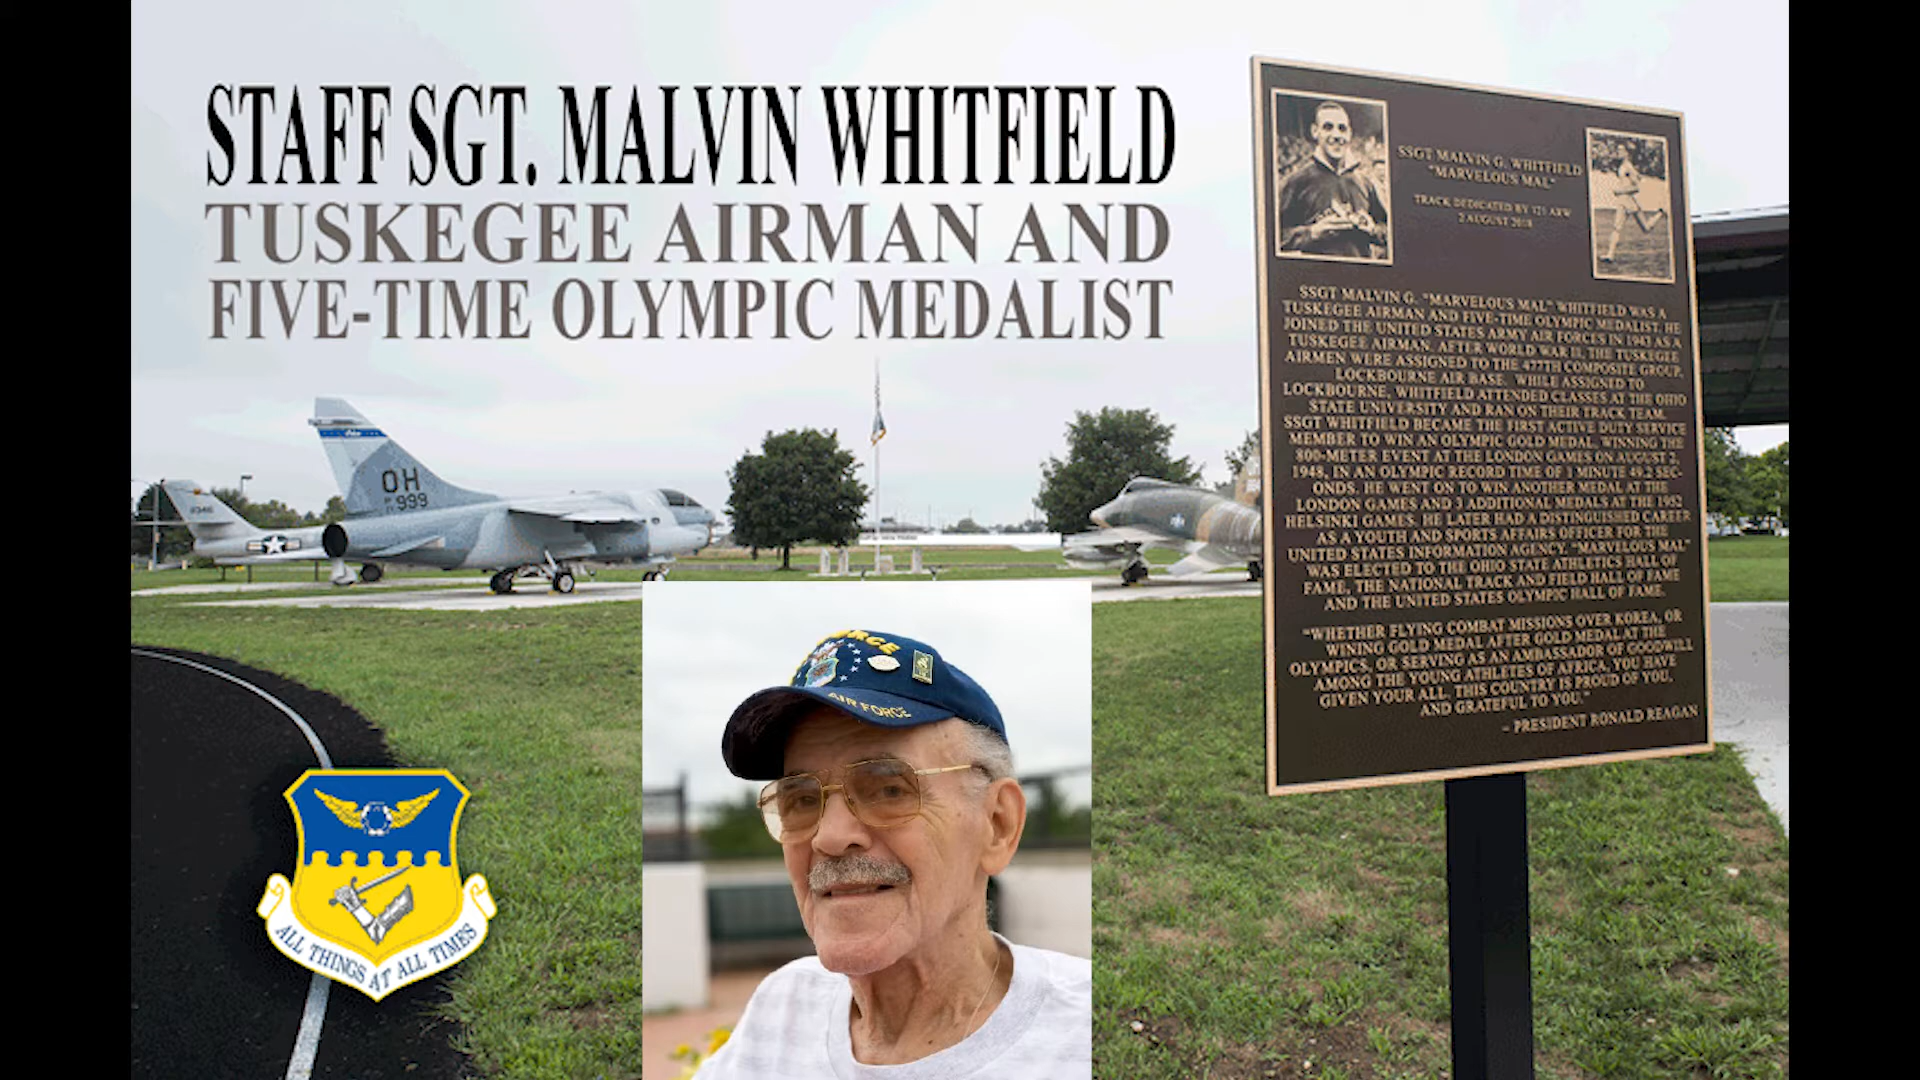 STAFF SGT. MALVIN WHITFIELD
TUSKEGEE AIRMAN AND
FIVE-TIME OLYMPIC MEDALIST
SSGT MALVIN G. WHITFIELD
"MARVELOUS MAL"
TRACK DEDICATED BY 121 ARW
2 AUGUST 2018
SSGT MALVIN G. "MARVELOUS MAL" WHITFIELD WAS A
TUSKEGEE AIRMAN AND FIVE-TIME OLYMPIC MEDALIST. HE
JOINED THE UNITED STATES ARMY AIR FORCES IN 1943 AS A
TUSKEGEE AIRMAN. AFTER WORLD WAR II, THE TUSKEGEE
AIRMEN WERE ASSIGNED TO THE 477TH COMPOSITE GROUP,
LOCKBOURNE AIR BASE. WHILE ASSIGNED TO
LOCKBOURNE, WHITFIELD ATTENDED CLASSES AT THE OHIO
STATE UNIVERSITY AND RAN ON THEIR TRACK TEAM.
SSGT WHITFIELD BECAME THE FIRST ACTIVE DUTY SERVICE
MEMBER TO WIN AN OLYMPIC GOLD MEDAL, WINNING THE
800-METER EVENT AT THE LONDON GAMES ON AUGUST 2,
1948, IN AN OLYMPIC RECORD TIME OF 1 MINUTE 49.2 SEC-
ONDS. HE WENT ON TO WIN ANOTHER MEDAL AT THE
LONDON GAMES AND 3 ADDITIONAL MEDALS AT THE 1952
HELSINKI GAMES. HE LATER HAD A DISTINGUISHED CAREER
AS A YOUTH AND SPORTS AFFAIRS OFFICER FOR THE
UNITED STATES INFORMATION AGENCY. "MARVELOUS MAL"
WAS ELECTED TO THE OHIO STATE ATHLETICS HALL OF
FAME, THE NATIONAL TRACK AND FIELD HALL OF FAME
AND THE UNITED STATES OLYMPIC HALL OF FAME.
"WHETHER FLYING COMBAT MISSIONS OVER KOREA, OR
WINING GOLD MEDAL AFTER GOLD MEDAL AT THE
OLYMPICS, OR SERVING AS AN AMBASSADOR OF GOODWILL
AMONG THE YOUNG ATHLETES OF AFRICA, YOU HAVE
GIVEN YOUR ALL. THIS COUNTRY IS PROUD OF YOU,
AND GRATEFUL TO YOU."
- PRESIDENT RONALD REAGAN
OH
999
AIR FORCE
ALL THINGS AT ALL TIMES